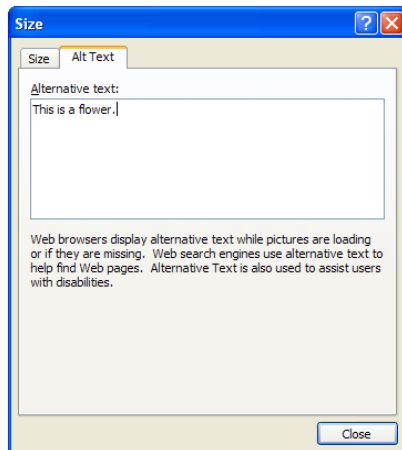 Size
Size
Alt Text
Alternative text:
This is a flower.
Web browsers display alternative text while pictures are loading
or if they are missing.  Web search engines use alternative text to
help find Web pages.  Alternative Text is also used to assist users
with disabilities.
Close